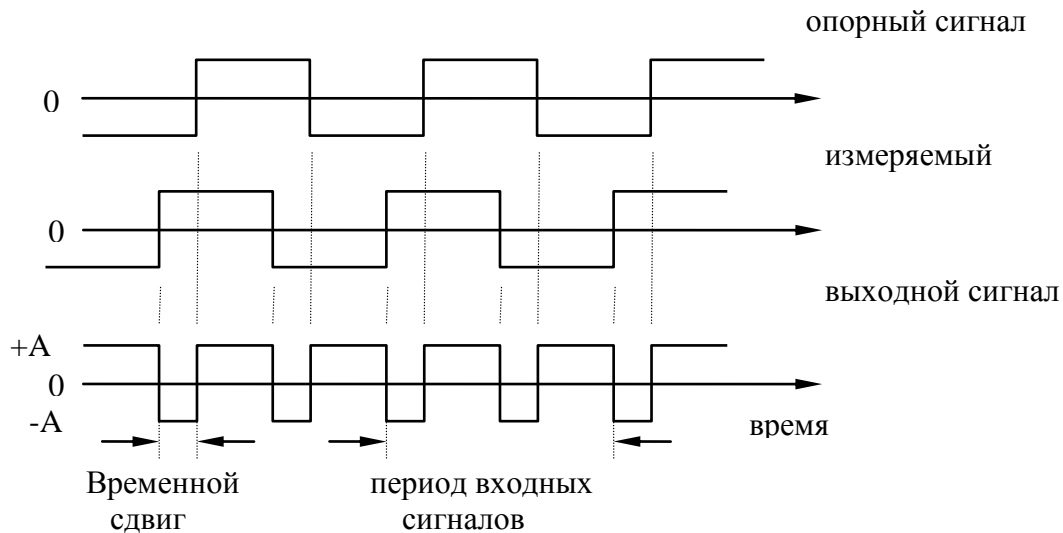 опорный сигнал
0
измеряемый
0
выходной сигнал
+A
0
-A
время
Временной
сдвиг
период входных
сигналов